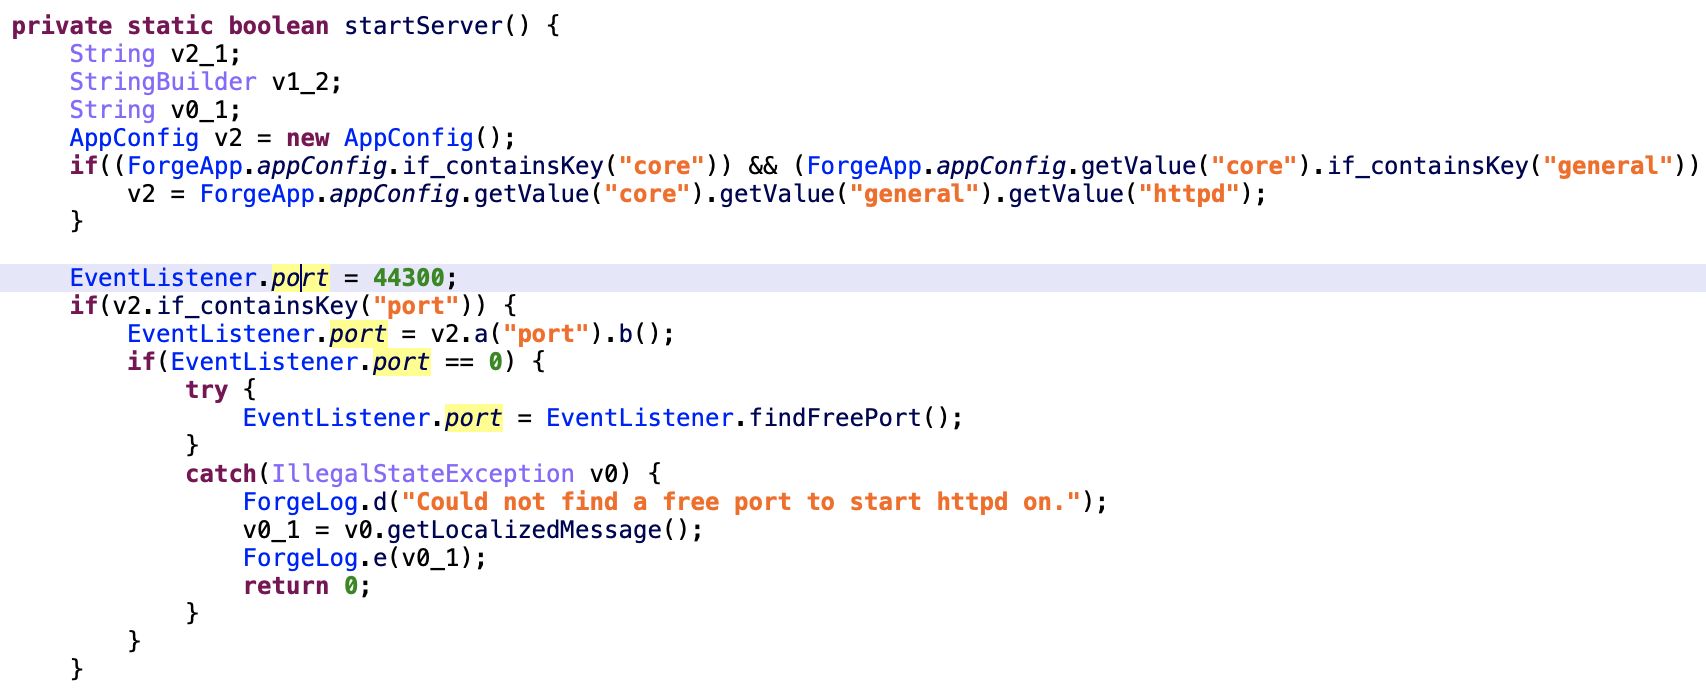 private static boolean startServer() {
    String v2_1;
    StringBuilder v1_2;
    String v0_1;
    AppConfig v2 = new AppConfig();
    if((ForgeApp.appConfig.if_containsKey("core")) && (ForgeApp.appConfig.getValue("core").if_containsKey("general"))
        v2 = ForgeApp.appConfig.getValue("core").getValue("general").getValue("httpd");
    }

    EventListener.port = 44300;
    if(v2.if_containsKey("port")) {
        EventListener.port = v2.a("port").b();
        if(EventListener.port == 0) {
            try {
                EventListener.port = EventListener.findFreePort();
            }
            catch(IllegalStateException v0) {
                ForgeLog.d("Could not find a free port to start httpd on.");
                v0_1 = v0.getLocalizedMessage();
                ForgeLog.e(v0_1);
                return 0;
            }
        }
    }